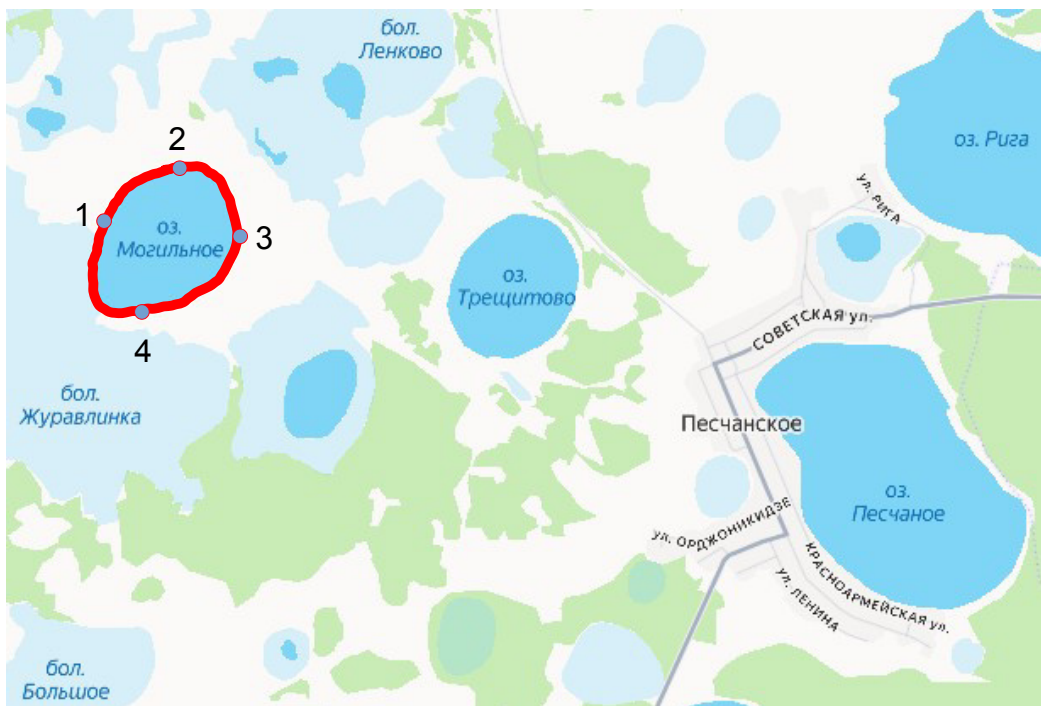 бол.
Ленково
оз. Рига
2
ул. РИГА
1
оз.
Могильное
3
оз.
Трещитово
СОВЕТСКАЯ ул.
4
бол.
Журавлинка
Песчанское
оз.
Песчаное
ул. ОРДЖОНИКИДЗЕ
КРАСНОАРМЕЙСКАЯ ул.
ул. ЛЕНИНА
бол.
Большое